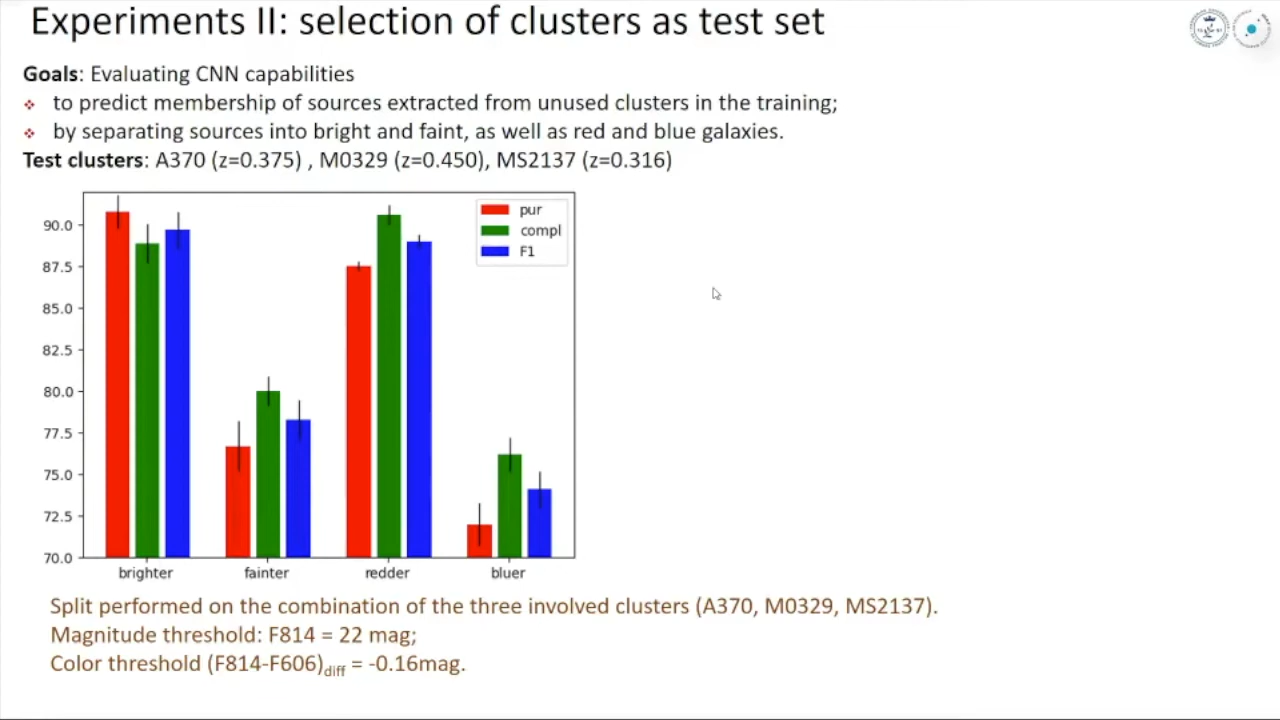 Experiments II: selection of clusters as test set
Goals: Evaluating CNN capabilities
❖ to predict membership of sources extracted from unused clusters in the training;
❖ by separating sources into bright and faint, as well as red and blue galaxies.
Test clusters: A370 (z=0.375) , M0329 (z=0.450), MS2137 (z=0.316)
pur
compl
F1
90.0
87.5
85.0
82.5
80.0
77.5
75.0
72.5
70.0
brighter fainter redder bluer
Split performed on the combination of the three involved clusters (A370, M0329, MS2137).
Magnitude threshold: F814 = 22 mag;
Color threshold (F814-F606)diff = -0.16mag.